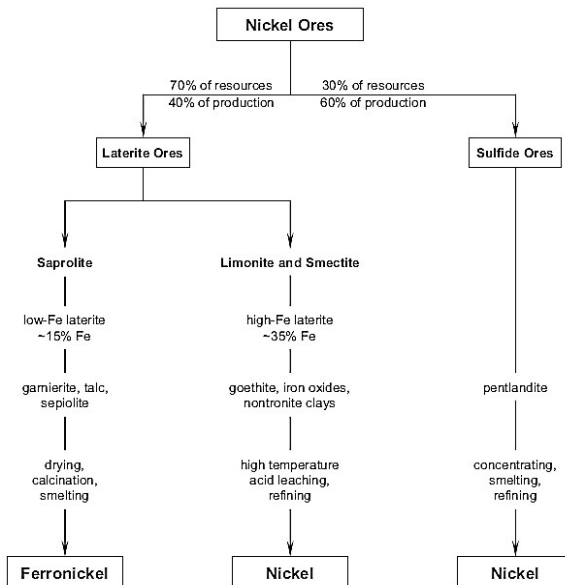 Nickel Ores
70% of resources
30% of resources
40% of production
60% of production
Laterite Ores
Sulfide Ores
Saprolite
Limonite and Smectite
low-Fe laterite
~15% Fe
high-Fe laterite
~35% Fe
garnierite, talc,
sepiolite
goethite, iron oxides,
nontronite clays
pentlandite
drying,
calcination,
smelting
high temperature
acid leaching,
refining
concentrating,
smelting,
refining
Ferronickel
Nickel
Nickel